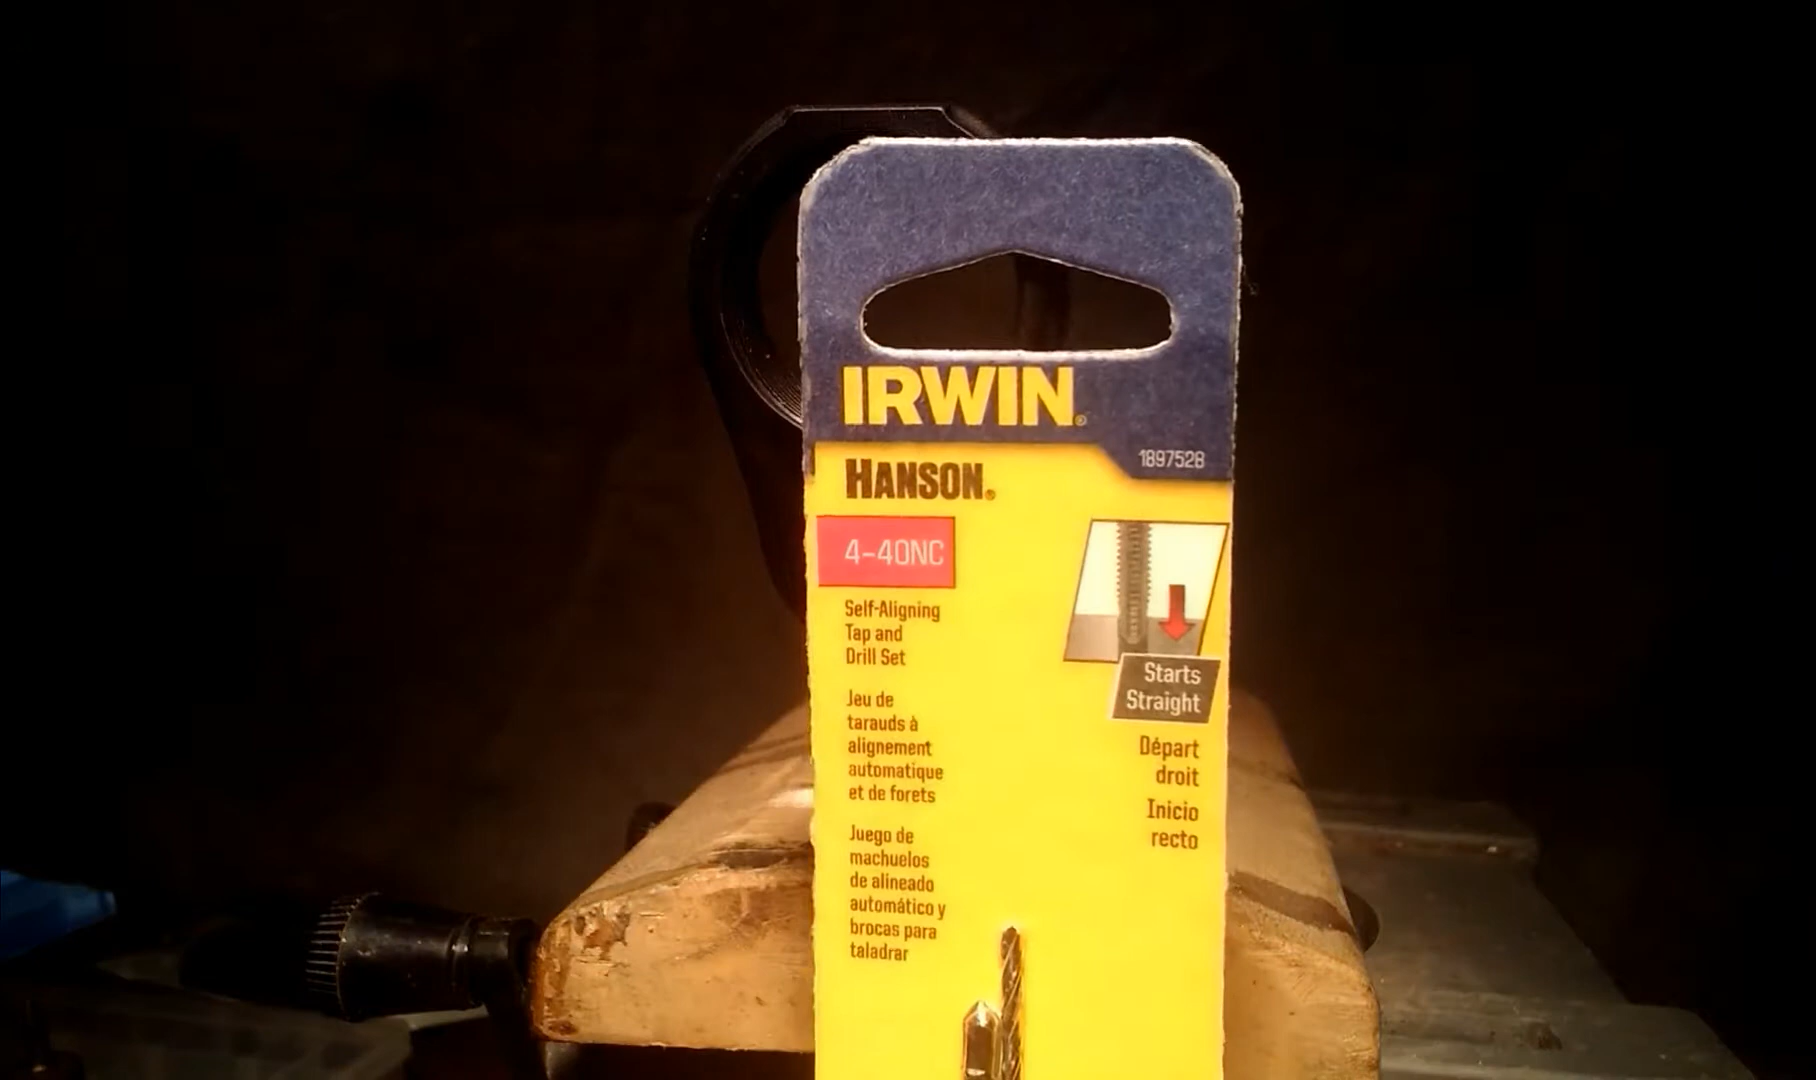 IRWIN®
1897528
HANSON®
4-40NC
Self-Aligning
Tap and
Drill Set
Starts
Straight
Jeu de
tarauds à
alignement
automatique
et de forets
Départ
droit
Inicio
recto
Juego de
machuelos
de alineado
automático y
brocas para
taladrar